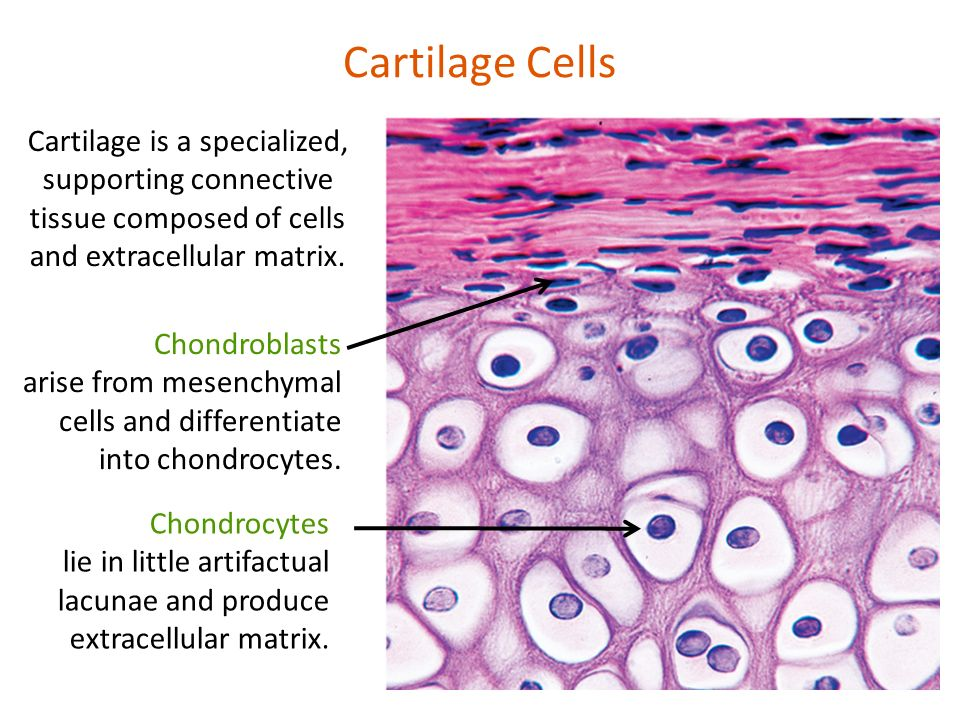 Cartilage Cells
Cartilage is a specialized,
supporting connective
tissue composed of cells
and extracellular matrix.
Chondroblasts
arise from mesenchymal
cells and differentiate
into chondrocytes.
Chondrocytes
lie in little artifactual
lacunae and produce
extracellular matrix.